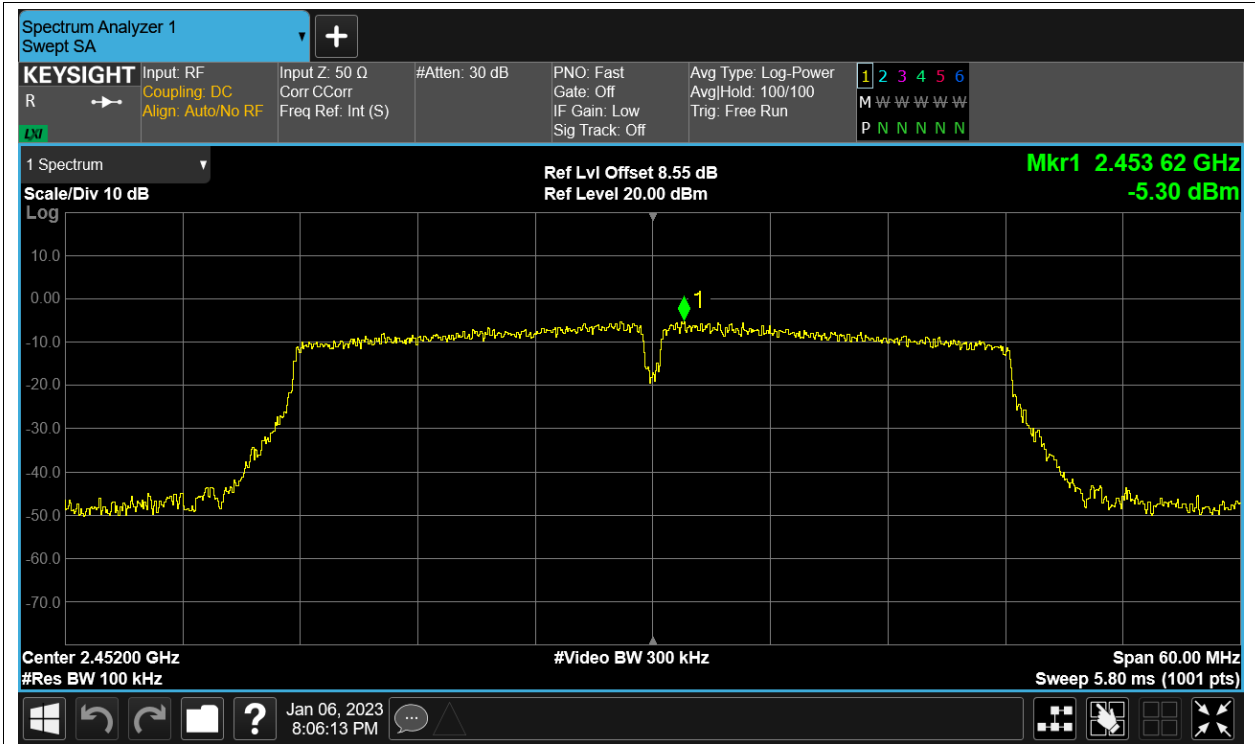 Spectrum Analyzer 1
Swept SA
KEYSIGHT
R
LXI
Input: RF
Coupling: DC
Align: Auto/No RF
Input Z: 50 Ω
Corr CCorr
Freq Ref: Int (S)
#Atten: 30 dB
PNO: Fast
Gate: Off
IF Gain: Low
Sig Track: Off
Avg Type: Log-Power
Avg|Hold: 100/100
Trig: Free Run
1 2 3 4 5 6
M W W W W W
P N N N N N
1 Spectrum
Scale/Div 10 dB
Ref Lvl Offset 8.55 dB
Ref Level 20.00 dBm
Mkr1 2.453 62 GHz
-5.30 dBm
Log
10.0
0.00
-10.0
-20.0
-30.0
-40.0
-50.0
-60.0
-70.0
1
Center 2.45200 GHz
#Res BW 100 kHz
#Video BW 300 kHz
Span 60.00 MHz
Sweep 5.80 ms (1001 pts)
?
Jan 06, 2023
8:06:13 PM